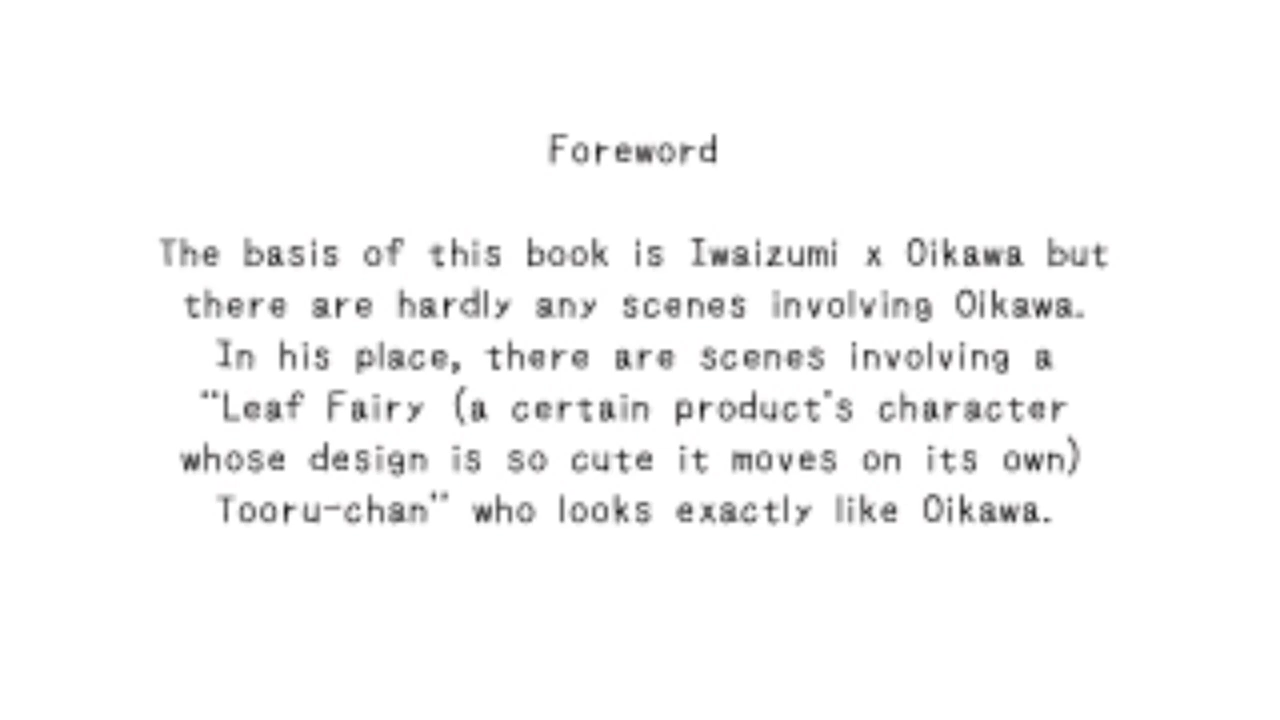 Foreword
The basis of this book is Iwaizumi x Oikawa but
there are hardly any scenes involving Oikawa.
In his place, there are scenes involving a
"Leaf Fairy (a certain product's character
whose design is so cute it moves on its own)
Tooru-chan" who looks exactly like Oikawa.